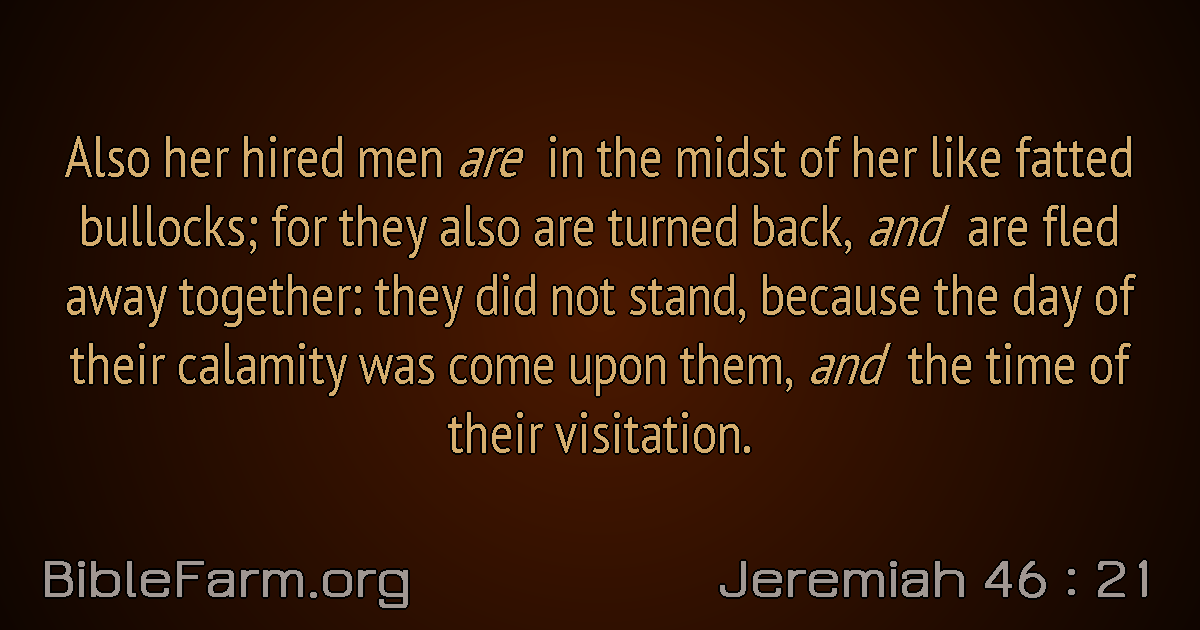 Also her hired men are in the midst of her like fatted
bullocks; for they also are turned back, and are fled
away together: they did not stand, because the day of
their calamity was come upon them, and the time of
their visitation.
BibleFarm.org
Jeremiah 46 : 21